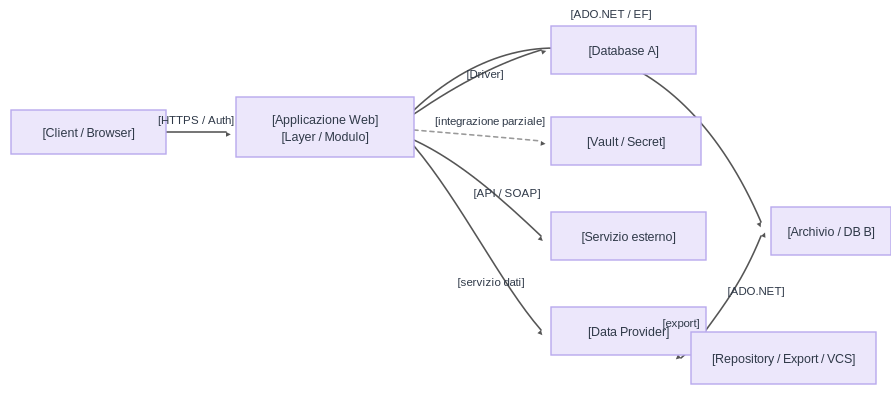 [ADO.NET / EF]
[Database A]
[Driver]
[HTTPS / Auth]
[Client / Browser]
[Applicazione Web]
[Layer / Modulo]
[integrazione parziale]
[Vault / Secret]
[API / SOAP]
[Servizio esterno]
[Archivio / DB B]
[servizio dati]
[ADO.NET]
[export]
[Data Provider]
[Repository / Export / VCS]